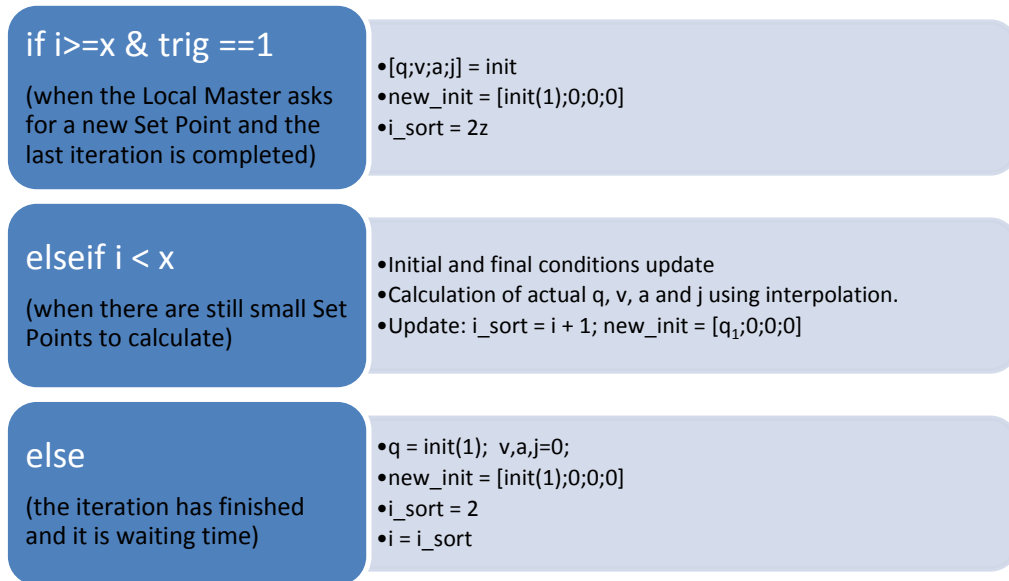 if i>=x & trig ==1
(when the Local Master asks
for a new Set Point and the
last iteration is completed)
•[q;v;a;j] = init
•new_init = [init(1);0;0;0]
•i_sort = 2z
elseif i < x
(when there are still small Set
Points to calculate)
•Initial and final conditions update
•Calculation of actual q, v, a and j using interpolation.
•Update: i_sort = i + 1; new_init = [q₁;0;0;0]
else
(the iteration has finished
and it is waiting time)
•q = init(1); v,a,j=0;
•new_init = [init(1);0;0;0]
•i_sort = 2
•i = i_sort